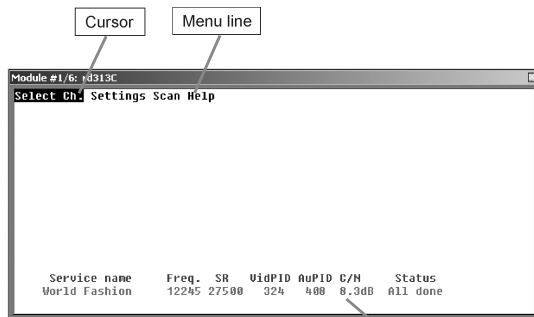 Cursor Menu line
Module #1/6: rd313C
Select Ch. Settings Scan Help
Service name Freq. SR VidPID AuPID C/N Status
World Fashion 12245 27500 324 408 8.3dB All done